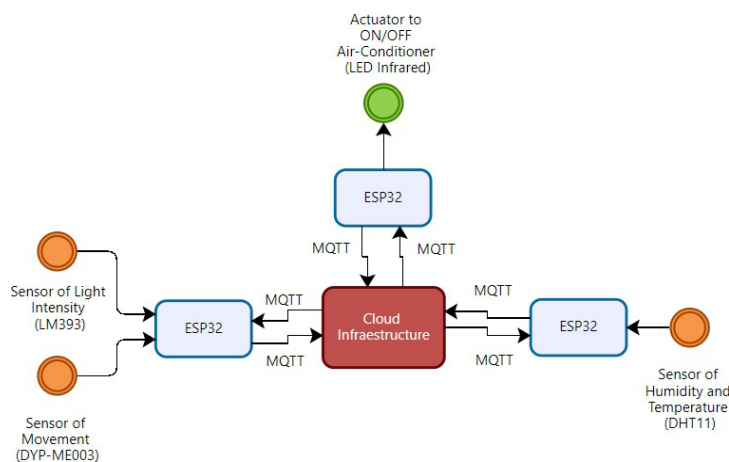 Actuator to
ON/OFF
Air-Conditioner
(LED Infrared)
ESP32
MQTT
MQTT
Sensor of Light
Intensity
(LM393)
ESP32
MQTT
MQTT
Cloud
Infraestructure
MQTT
MQTT
ESP32
Sensor of
Movement
(DYP-ME003)
Sensor of
Humidity and
Temperature
(DHT11)